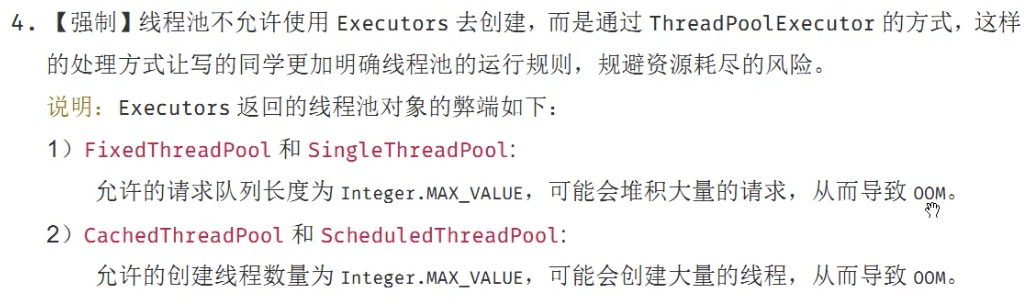 4. 【强制】线程池不允许使用 Executors 去创建，而是通过 ThreadPoolExecutor 的方式，这样
的处理方式让写的同学更加明确线程池的运行规则，规避资源耗尽的风险。
说明：Executors 返回的线程池对象的弊端如下：
1）FixedThreadPool 和 SingleThreadPool:
允许的请求队列长度为 Integer.MAX_VALUE，可能会堆积大量的请求，从而导致 OOM。
2）CachedThreadPool 和 ScheduledThreadPool:
允许的创建线程数量为 Integer.MAX_VALUE，可能会创建大量的线程，从而导致 OOM。